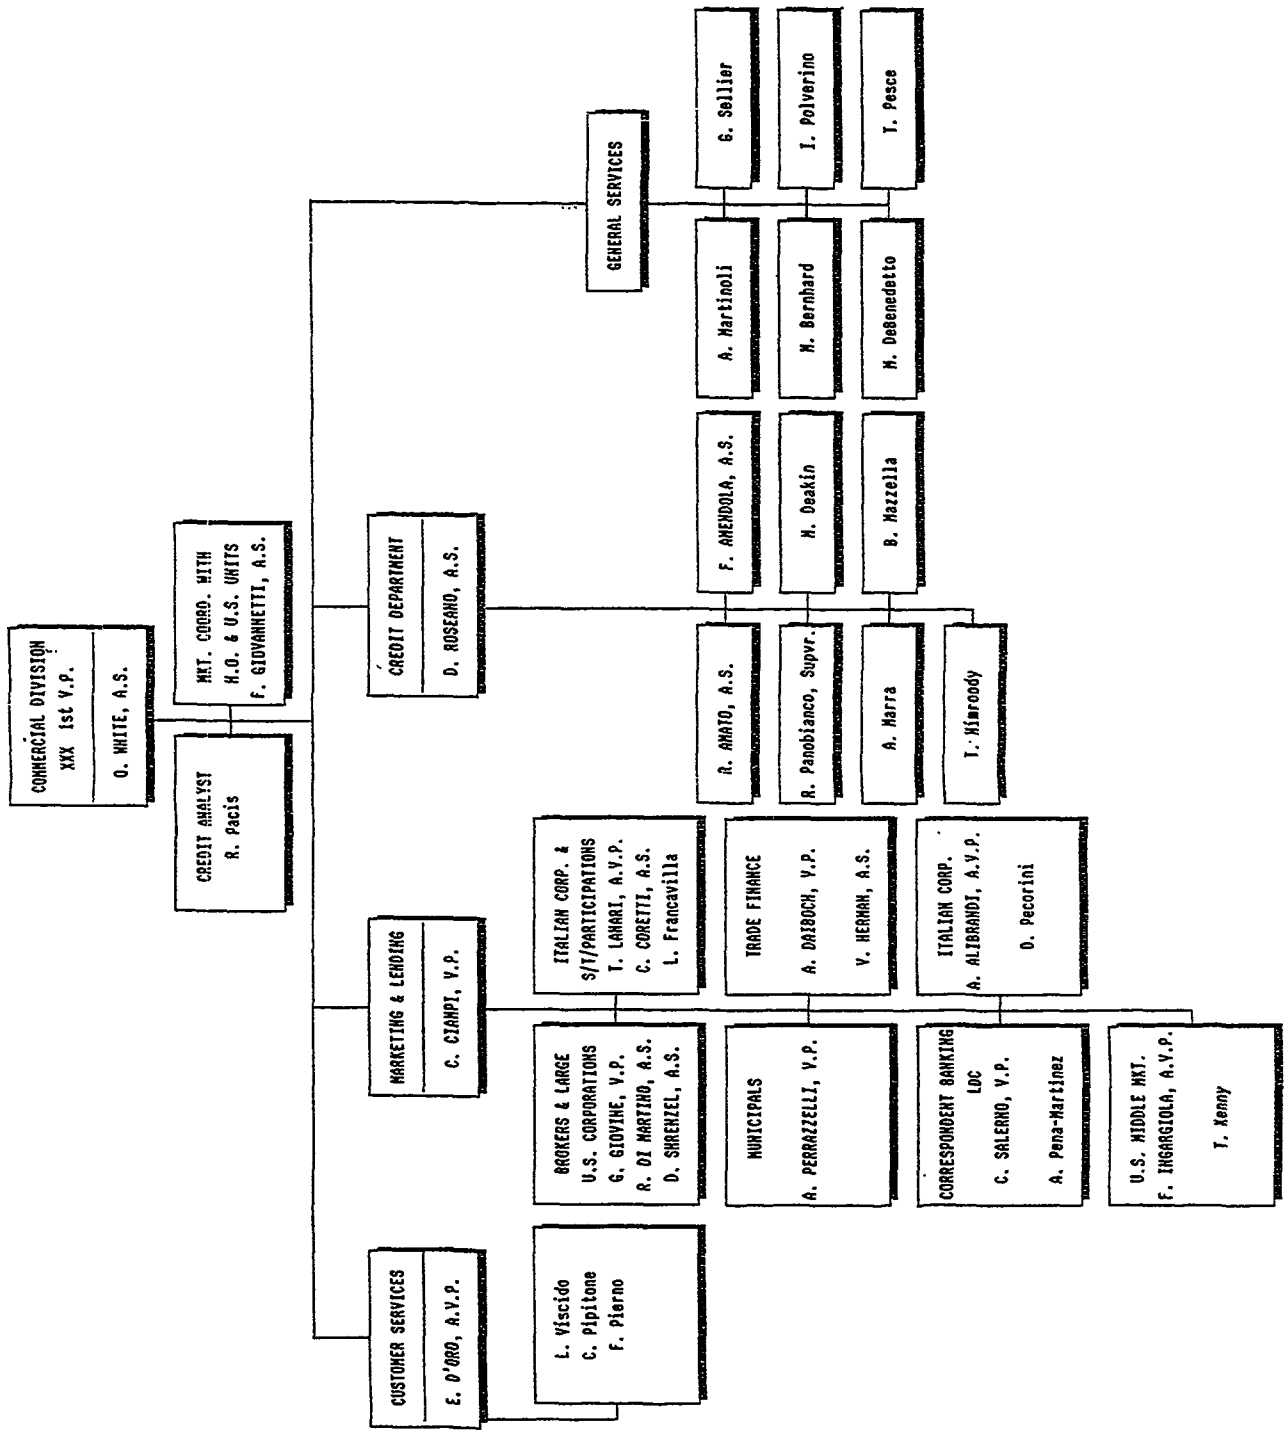 COMMERCIAL DIVISION
XXX 1st V.P.
O. WHITE, A.S.
CREDIT ANALYST
R. Pacis
MKT. COORD. WITH
H.O. & U.S. UNITS
F. GIOVANNETTI, A.S.
CUSTOMER SERVICES
E. D'ORO, A.V.P.
L. Viscido
C. Pipitone
F. Pierno
MARKETING & LENDING
C. CIAMPI, V.P.
BROKERS & LARGE
U.S. CORPORATIONS
G. GIOVINE, V.P.
R. DI MARTINO, A.S.
D. SHRENZEL, A.S.
ITALIAN CORP. &
S/T/PARTICIPATIONS
T. LANARI, A.V.P.
C. CORETTI, A.S.
L. Francavilla
MUNICIPALS
A. PERRAZZELLI, V.P.
TRADE FINANCE
A. DAIBOCH, V.P.
V. HERMAN, A.S.
CORRESPONDENT BANKING
LDC
C. SALERNO, V.P.
A. Pena-Martinez
ITALIAN CORP.
A. ALIBRANDI, A.V.P.
D. Pecorini
U.S. MIDDLE MKT.
F. INGARGIOLA, A.V.P.
T. Kenny
CREDIT DEPARTMENT
D. ROSEANO, A.S.
R. AMATO, A.S.
F. AMENDOLA, A.S.
R. Panobianco, Supvr.
M. Deakin
A. Marra
B. Mazzella
T. Nimroody
GENERAL SERVICES
A. Martinoli
G. Sellier
M. Bernhard
I. Polverino
M. DeBenedetto
T. Pesce